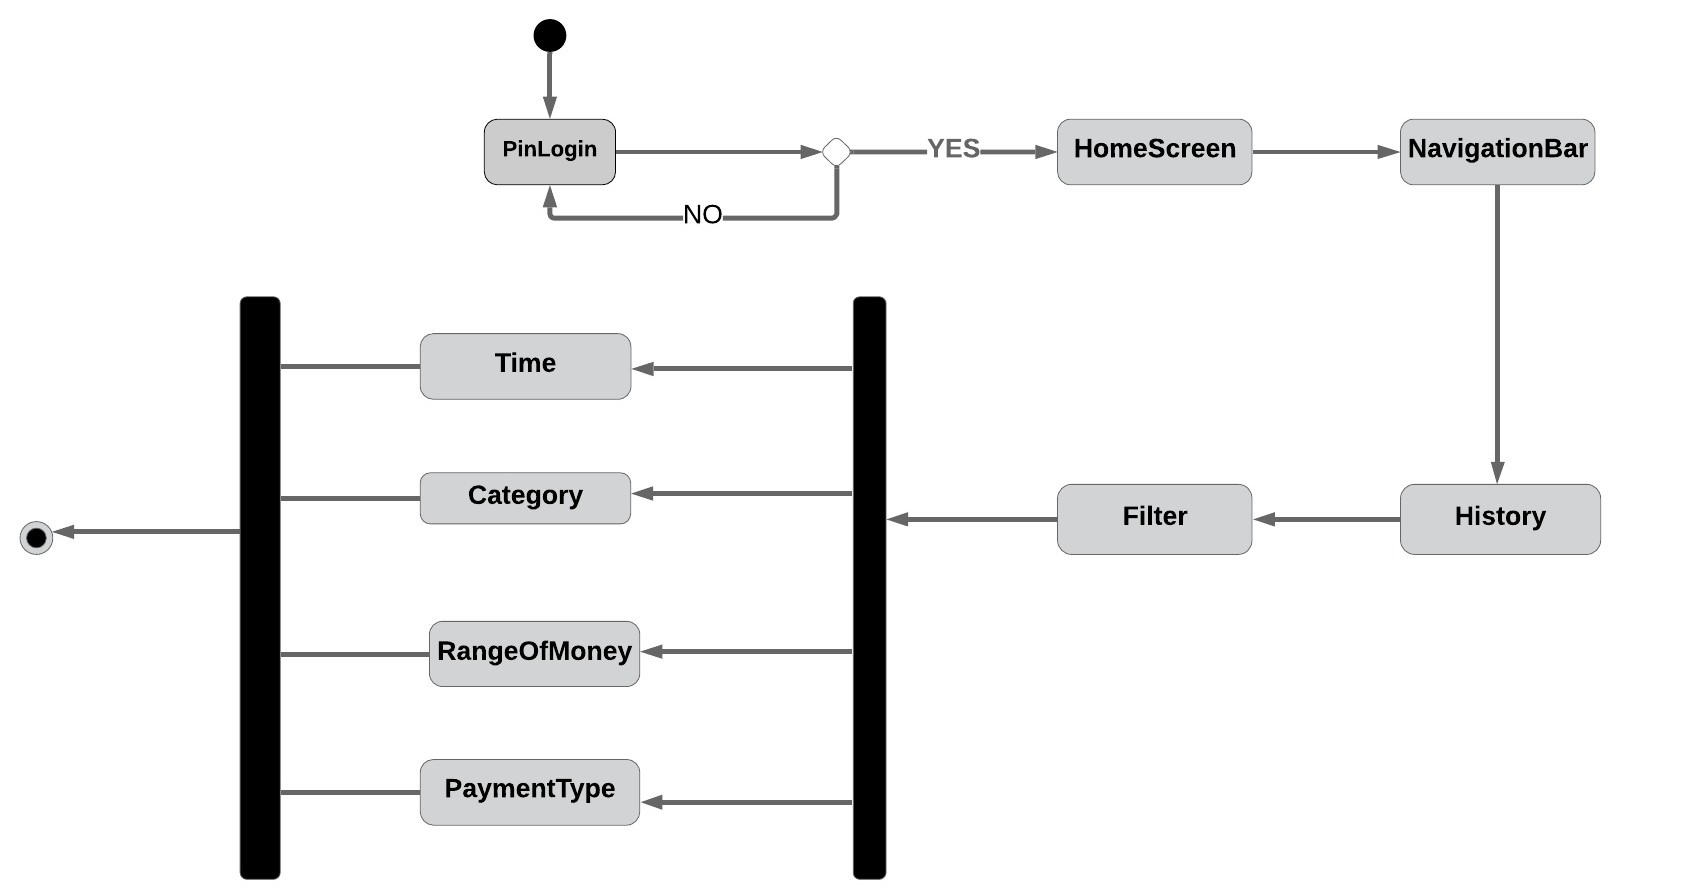 PinLogin
YES
HomeScreen
NavigationBar
NO
Time
Category
Filter
History
RangeOfMoney
PaymentType